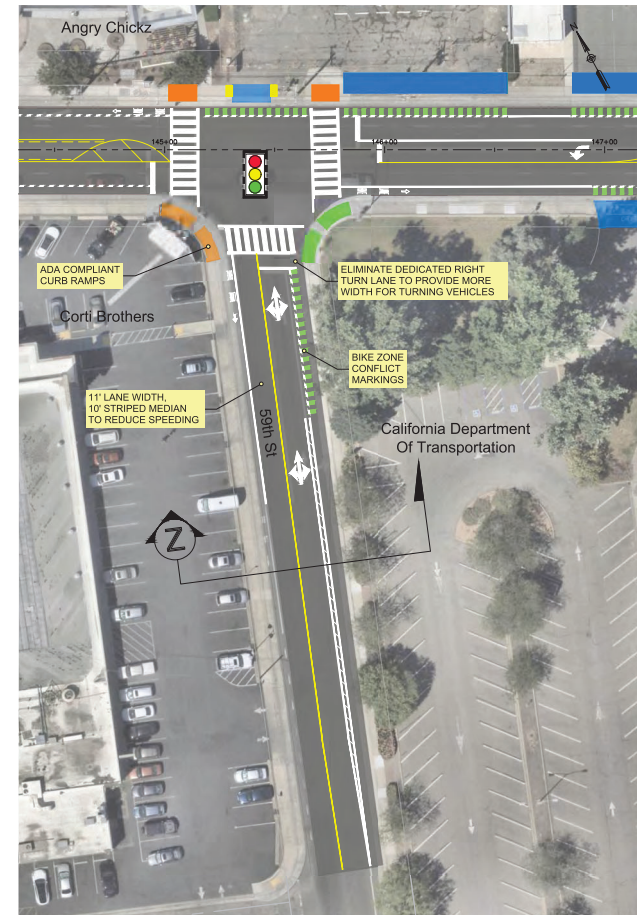 Angry Chickz
N
145+00
146+00
147+00
ADA COMPLIANT
CURB RAMPS
ELIMINATE DEDICATED RIGHT
TURN LANE TO PROVIDE MORE
WIDTH FOR TURNING VEHICLES
Corti Brothers
BIKE ZONE
CONFLICT
MARKINGS
11' LANE WIDTH,
10' STRIPED MEDIAN
TO REDUCE SPEEDING
59th St
California Department
Of Transportation
N